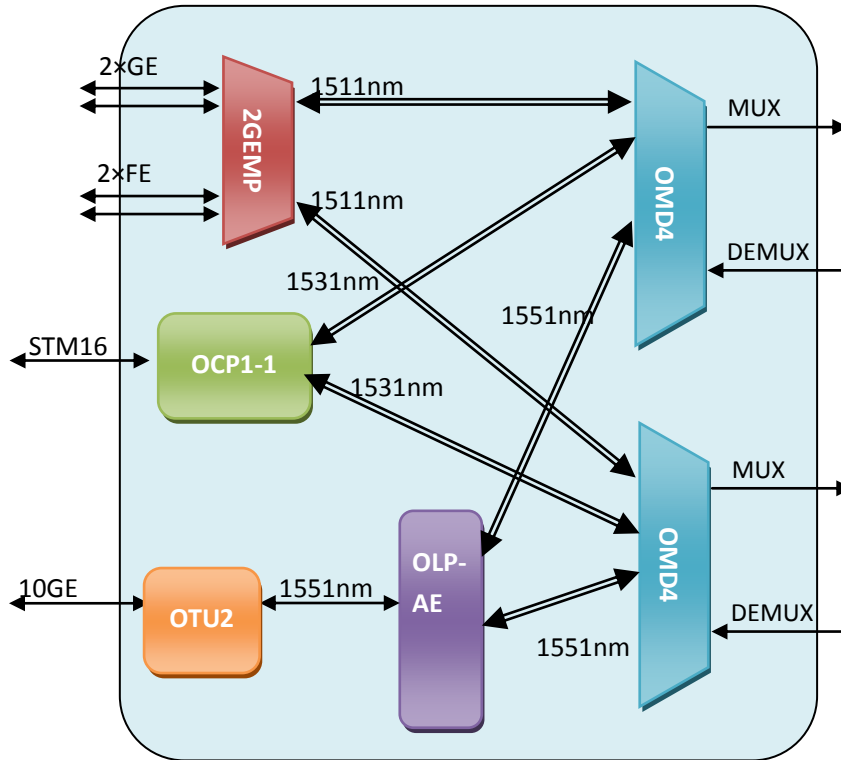 2×GE
1511nm
MUX
2GEMP
OMD4
2×FE
1511nm
DEMUX
1531nm
1551nm
STM16
OCP1-1
1531nm
MUX
OMD4
OLP-
AE
10GE
1551nm
OTU2
DEMUX
1551nm